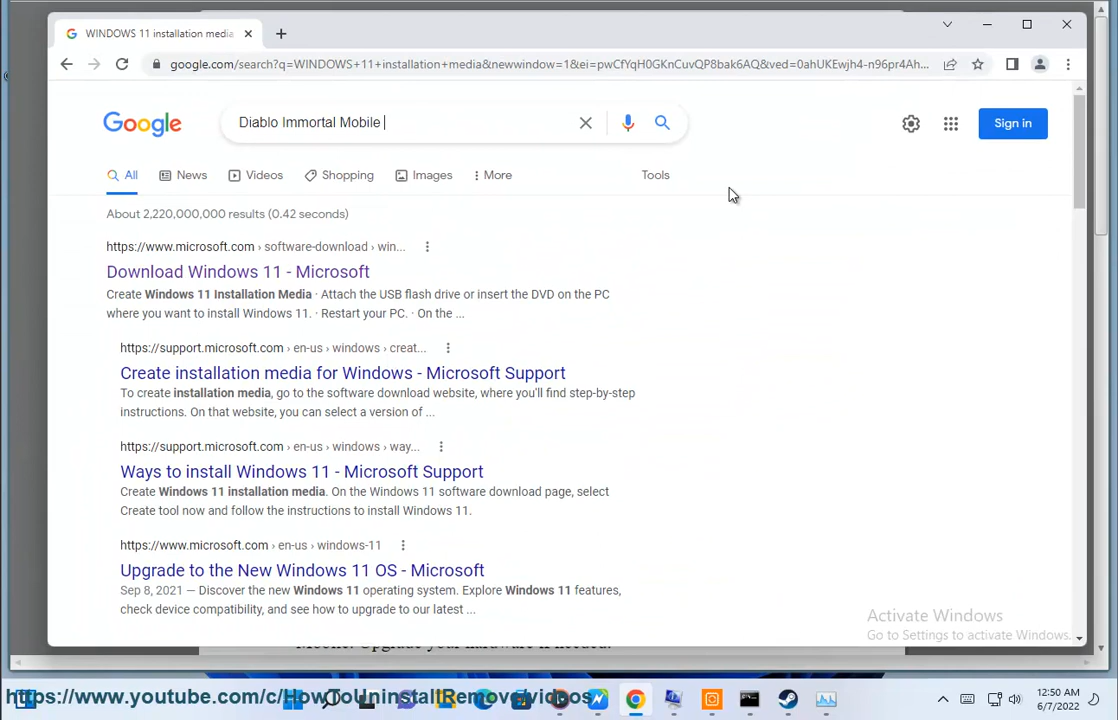 WINDOWS 11 installation media
google.com/search?q=WINDOWS+11+installation+media&newwindow=1&ei=pwCfYqH0GKnCuvQP8bak6AQ&ved=0ahUKEwjh4-n96pr4Ah...
Google
Diablo Immortal Mobile
Sign in
All
News
Videos
Shopping
Images
More
Tools
About 2,220,000,000 results (0.42 seconds)
https://www.microsoft.com › software-download › win...
Download Windows 11 - Microsoft
Create Windows 11 Installation Media · Attach the USB flash drive or insert the DVD on the PC
where you want to install Windows 11. · Restart your PC. · On the ...
https://support.microsoft.com › en-us › windows › creat...
Create installation media for Windows - Microsoft Support
To create installation media, go to the software download website, where you'll find step-by-step
instructions. On that website, you can select a version of ...
https://support.microsoft.com › en-us › windows › way...
Ways to install Windows 11 - Microsoft Support
Create Windows 11 installation media. On the Windows 11 software download page, select
Create tool now and follow the instructions to install Windows 11.
https://www.microsoft.com › en-us › windows-11
Upgrade to the New Windows 11 OS - Microsoft
Sep 8, 2021 — Discover the new Windows 11 operating system. Explore Windows 11 features,
check device compatibility, and see how to upgrade to our latest ...
Activate Windows
Go to Settings to activate Windows.
https://www.youtube.com/c/HowToUninstallRemovevideos
12:50 AM
6/7/2022